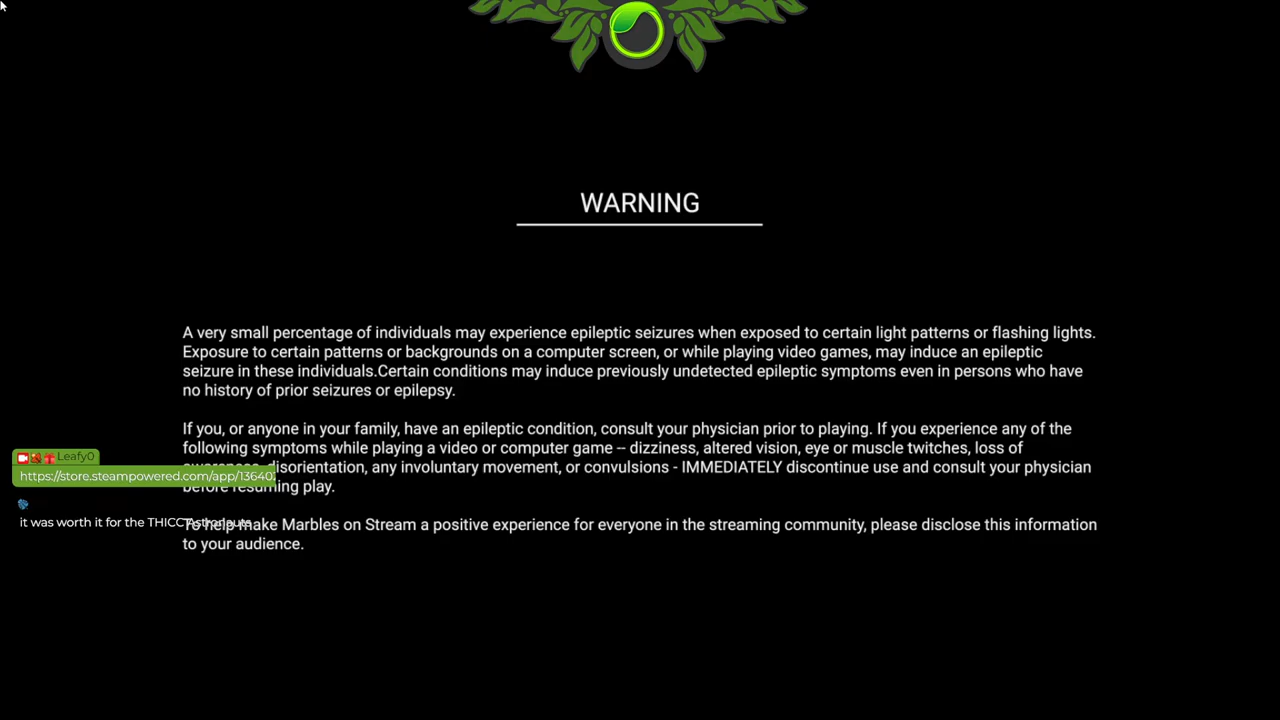 WARNING
A very small percentage of individuals may experience epileptic seizures when exposed to certain light patterns or flashing lights.
Exposure to certain patterns or backgrounds on a computer screen, or while playing video games, may induce an epileptic
seizure in these individuals.Certain conditions may induce previously undetected epileptic symptoms even in persons who have
no history of prior seizures or epilepsy.
If you, or anyone in your family, have an epileptic condition, consult your physician prior to playing. If you experience any of the
following symptoms while playing a video or computer game -- dizziness, altered vision, eye or muscle twitches, loss of
disorientation, any involuntary movement, or convulsions - IMMEDIATELY discontinue use and consult your physician
before resuming play.
To help make Marbles on Stream a positive experience for everyone in the streaming community, please disclose this information
to your audience.
Leafy0
https://store.steampowered.com/app/13640
it was worth it for the THICC Astronauts